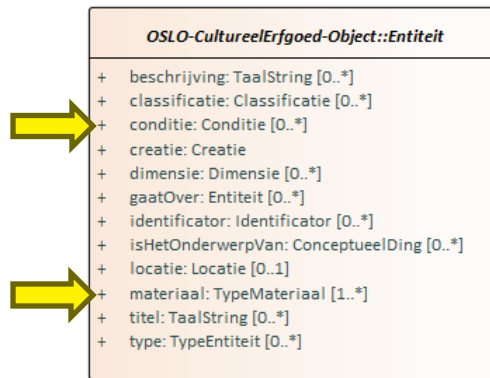 OSLO-CultureelErfgoed-Object::Entiteit
+ beschrijving: TaalString [0..*]
+ classificatie: Classificatie [0..*]
+ conditie: Conditie [0..*]
+ creatie: Creatie
+ dimensie: Dimensie [0..*]
+ gaatOver: Entiteit [0..*]
+ identificator: Identificator [0..*]
+ isHetOnderwerpVan: ConceptueelDing [0..*]
+ locatie: Locatie [0..1]
+ materiaal: TypeMateriaal [1..*]
+ titel: TaalString [0..*]
+ type: TypeEntiteit [0..*]